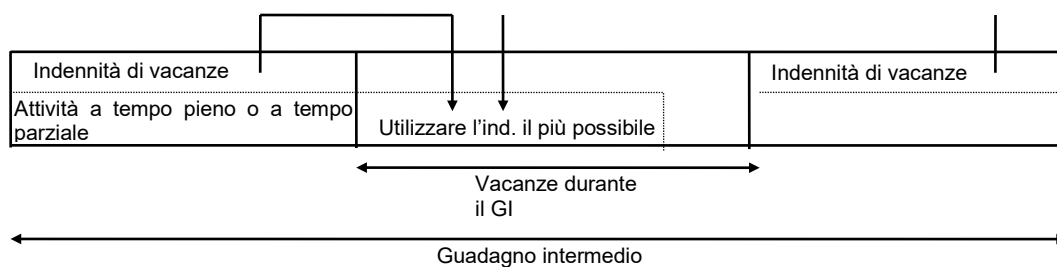 Indennità di vacanze
Indennità di vacanze
Attività a tempo pieno o a tempo
parziale
Utilizzare l'ind. il più possibile
Vacanze durante
il GI
Guadagno intermedio